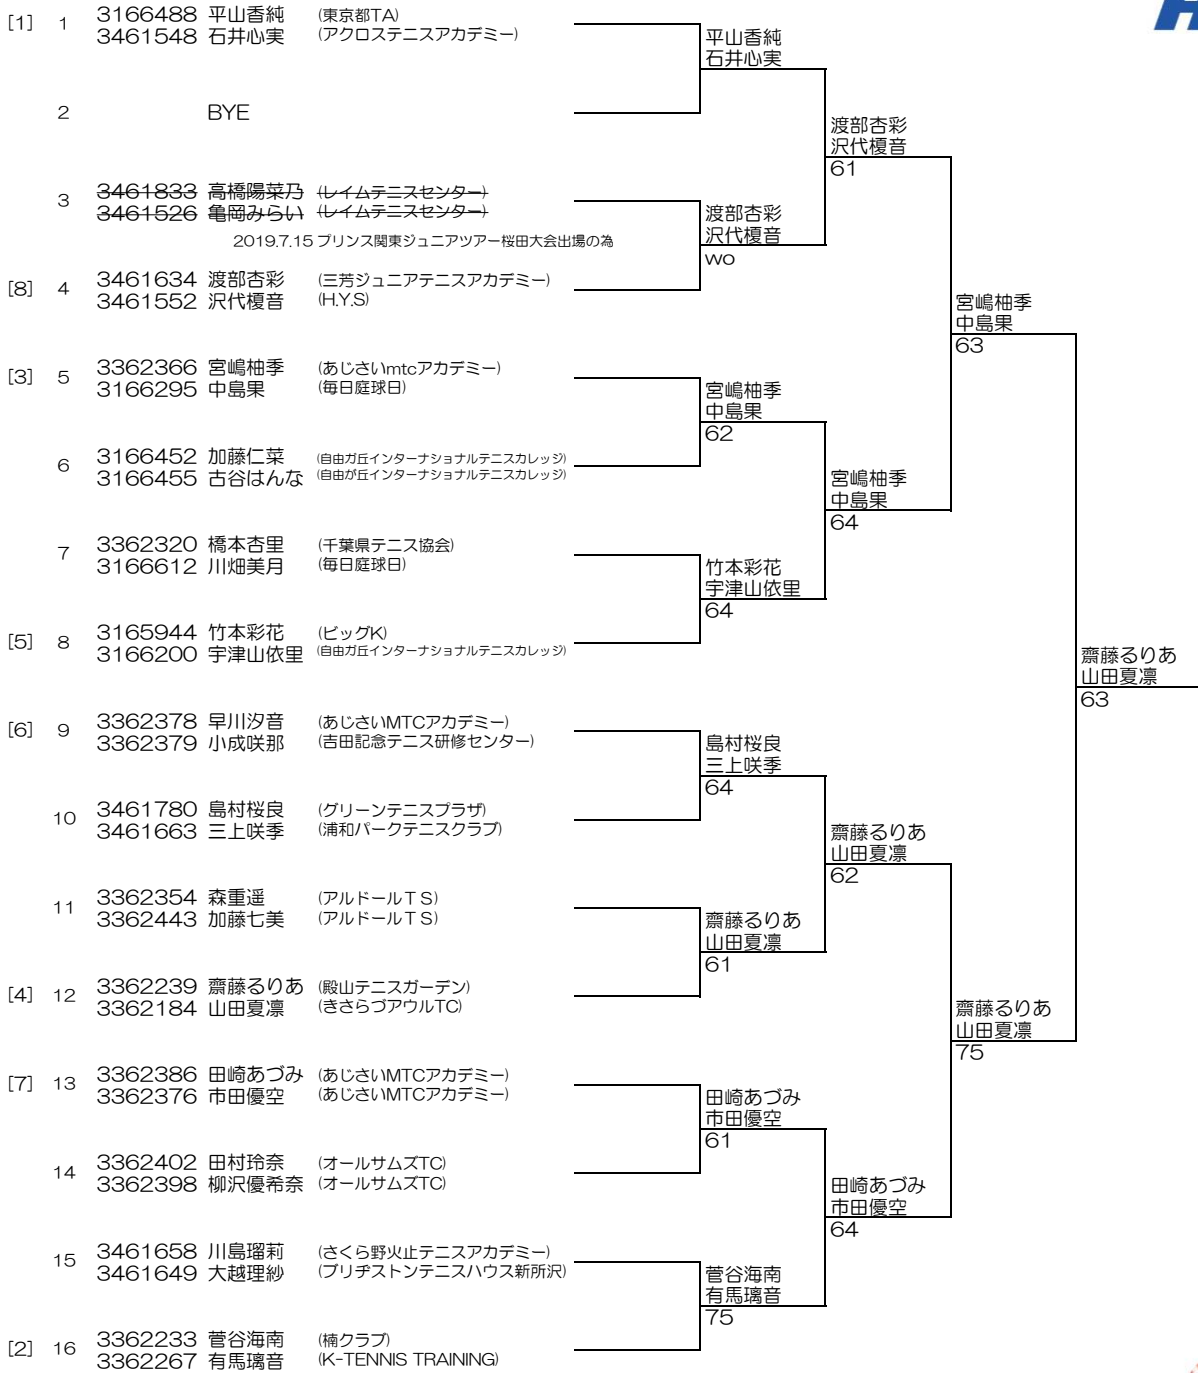 [1] 1 3166488 平山香純 (東京都TA)
3461548 石井心実 (アクロステニスアカデミー)
平山香純
石井心実
2 BYE
渡部杏彩
沢代榎音
61
3 3461833 高橋陽菜乃 (レイムテニスセンター)
3461526 亀岡みらい (レイムテニスセンター)
渡部杏彩
沢代榎音
wo
2019.7.15 プリンス関東ジュニアツアー桜田大会出場の為
[8] 4 3461634 渡部杏彩 (三芳ジュニアテニスアカデミー)
3461552 沢代榎音 (H.Y.S)
宮嶋柚季
中島果
63
[3] 5 3362366 宮嶋柚季 (あじさいmtcアカデミー)
3166295 中島果 (毎日庭球日)
宮嶋柚季
中島果
62
6 3166452 加藤仁菜 (自由ガ丘インターナショナルテニスカレッジ)
3166455 古谷はんな (自由が丘インターナショナルテニスカレッジ)
宮嶋柚季
中島果
64
7 3362320 橋本杏里 (千葉県テニス協会)
3166612 川畑美月 (毎日庭球日)
竹本彩花
宇津山依里
64
[5] 8 3165944 竹本彩花 (ビッグK)
3166200 宇津山依里 (自由ガ丘インターナショナルテニスカレッジ)
齋藤るりあ
山田夏凛
63
[6] 9 3362378 早川汐音 (あじさいMTCアカデミー)
3362379 小成咲那 (吉田記念テニス研修センター)
島村桜良
三上咲季
64
10 3461780 島村桜良 (グリーンテニスプラザ)
3461663 三上咲季 (浦和パークテニスクラブ)
齋藤るりあ
山田夏凛
62
11 3362354 森重遥 (アルドールＴＳ)
3362443 加藤七美 (アルドールＴＳ)
齋藤るりあ
山田夏凛
61
[4] 12 3362239 齋藤るりあ (殿山テニスガーデン)
3362184 山田夏凛 (きさらづアウルTC)
齋藤るりあ
山田夏凛
75
[7] 13 3362386 田崎あづみ (あじさいMTCアカデミー)
3362376 市田優空 (あじさいMTCアカデミー)
田崎あづみ
市田優空
61
14 3362402 田村玲奈 (オールサムズTC)
3362398 柳沢優希奈 (オールサムズTC)
田崎あづみ
市田優空
64
15 3461658 川島瑠莉 (さくら野火止テニスアカデミー)
3461649 大越理紗 (ブリヂストンテニスハウス新所沢)
菅谷海南
有馬璃音
75
[2] 16 3362233 菅谷海南 (楠クラブ)
3362267 有馬璃音 (K-TENNIS TRAINING)